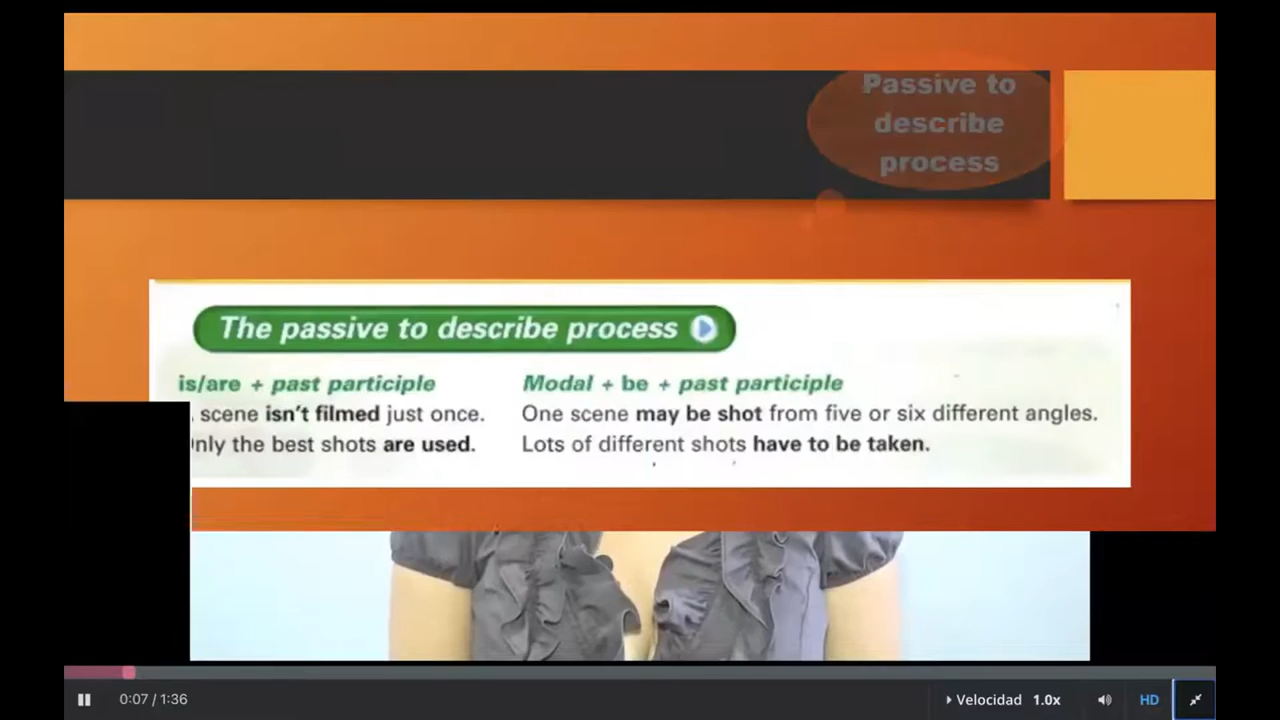 Passive to
describe
process
The passive to describe process
is/are + past participle
scene isn't filmed just once.
nly the best shots are used.
Modal + be + past participle
One scene may be shot from five or six different angles.
Lots of different shots have to be taken.
0:07 / 1:36
Velocidad 1.0x
HD